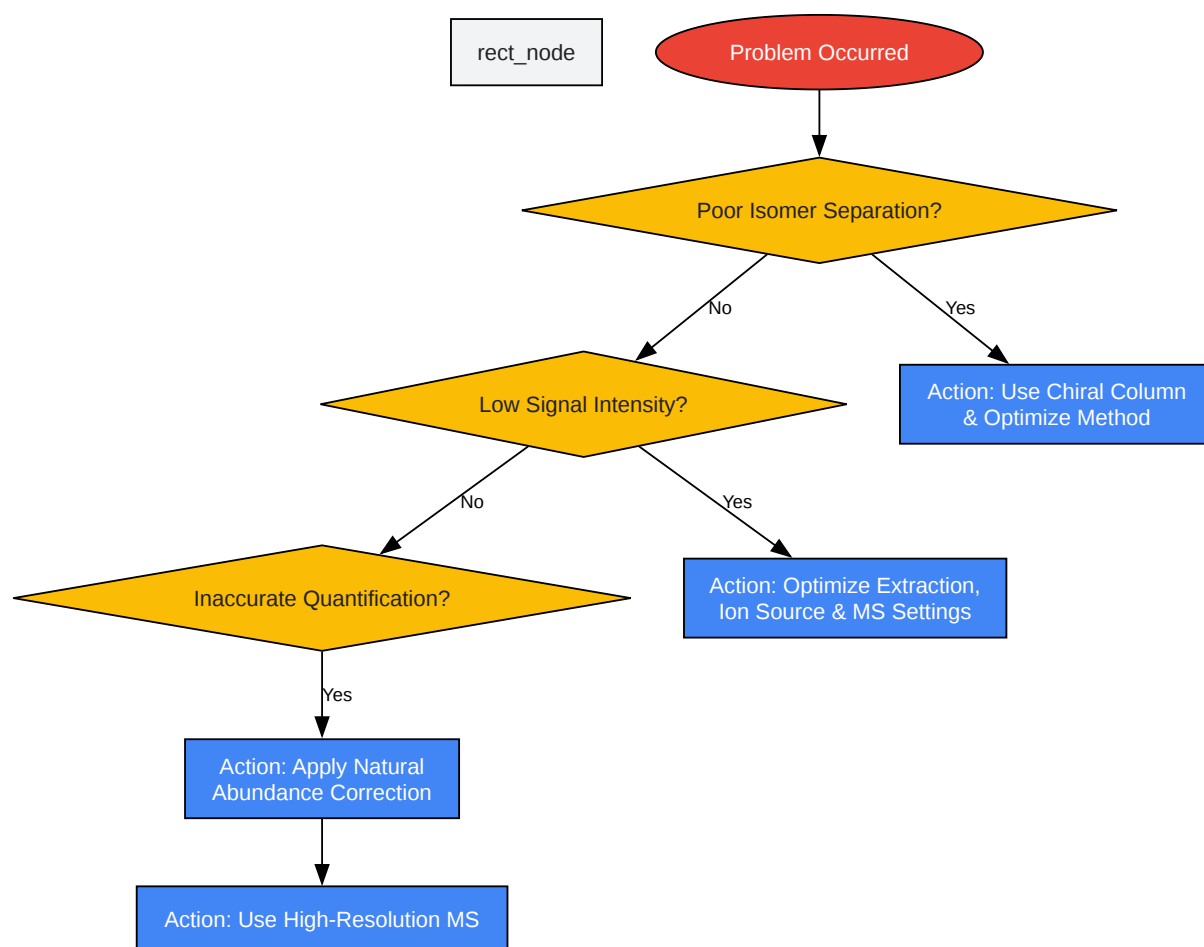 rect_node
Problem Occurred
Poor Isomer Separation?
No
Yes
Low Signal Intensity?
Action: Use Chiral Column
& Optimize Method
No
Yes
Inaccurate Quantification?
Action: Optimize Extraction,
Ion Source & MS Settings
Yes
Action: Apply Natural
Abundance Correction
Action: Use High-Resolution MS